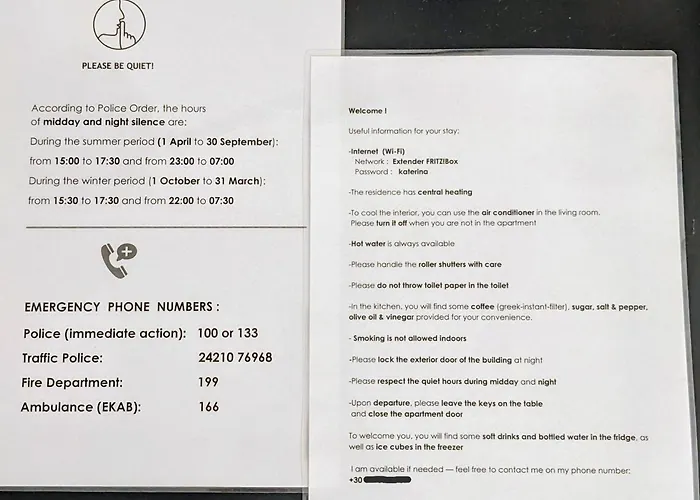 PLEASE BE QUIET!
According to Police Order, the hours
of midday and night silence are:
During the summer period (1 April to 30 September):
from 15:00 to 17:30 and from 23:00 to 07:00
During the winter period (1 October to 31 March):
from 15:30 to 17:30 and from 22:00 to 07:30
EMERGENCY PHONE NUMBERS :
Police (immediate action): 100 or 133
Traffic Police: 24210 76968
Fire Department: 199
Ambulance (EKAB): 166
Welcome !
Useful information for your stay:
-Internet (Wi-Fi)
Network : Extender FRITZ!Box
Password : katerina
-The residence has central heating
-To cool the interior, you can use the air conditioner in the living room.
Please turn it off when you are not in the apartment
-Hot water is always available
-Please handle the roller shutters with care
-Please do not throw toilet paper in the toilet
-In the kitchen, you will find some coffee (greek-instant-filter), sugar, salt & pepper,
olive oil & vinegar provided for your convenience.
- Smoking is not allowed indoors
-Please lock the exterior door of the building at night
-Please respect the quiet hours during midday and night
-Upon departure, please leave the keys on the table
and close the apartment door
To welcome you, you will find some soft drinks and bottled water in the fridge, as
well as ice cubes in the freezer
I am available if needed — feel free to contact me on my phone number:
+30